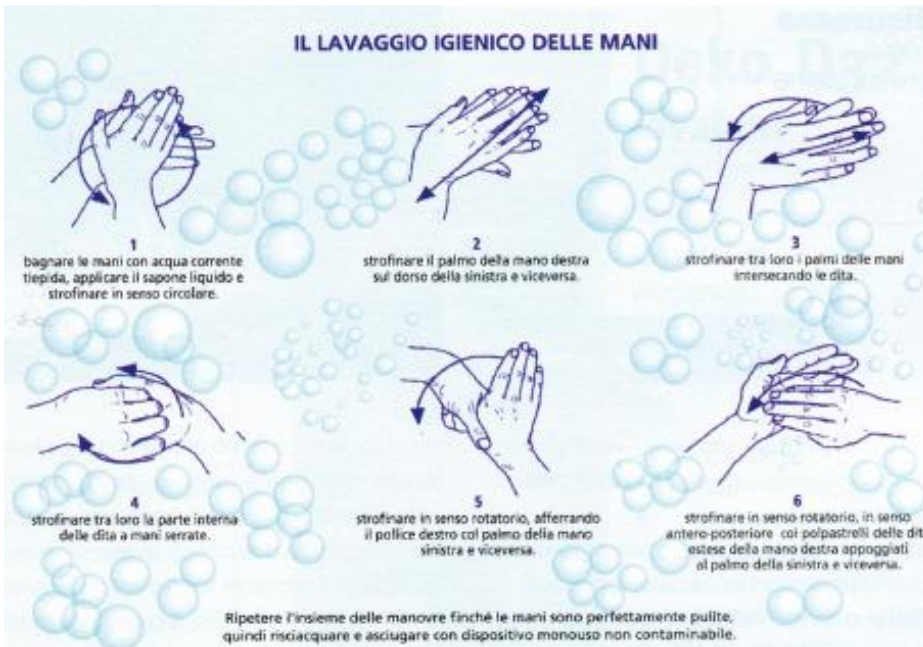 IL LAVAGGIO IGIENICO DELLE MANI
1
bagnare le mani con acqua corrente
tiepida, applicare il sapone liquido e
strofinare in senso circolare.
2
strofinare il palmo della mano destra
sul dorso della sinistra e viceversa.
3
strofinare tra loro i palmi delle mani
intersecando le dita.
4
strofinare tra loro la parte interna
delle dita a mani serrate.
5
strofinare in senso rotatorio, afferrando
il pollice destro col palmo della mano
sinistra e viceversa.
6
strofinare in senso rotatorio, in senso
antero-posteriore coi polpastrelli delle dit
estese della mano destra appoggiati
al palmo della sinistra e viceversa.
Ripetere l'insieme delle manovre finché le mani sono perfettamente pulite,
quindi risciacquare e asciugare con dispositivo monouso non contaminabile.